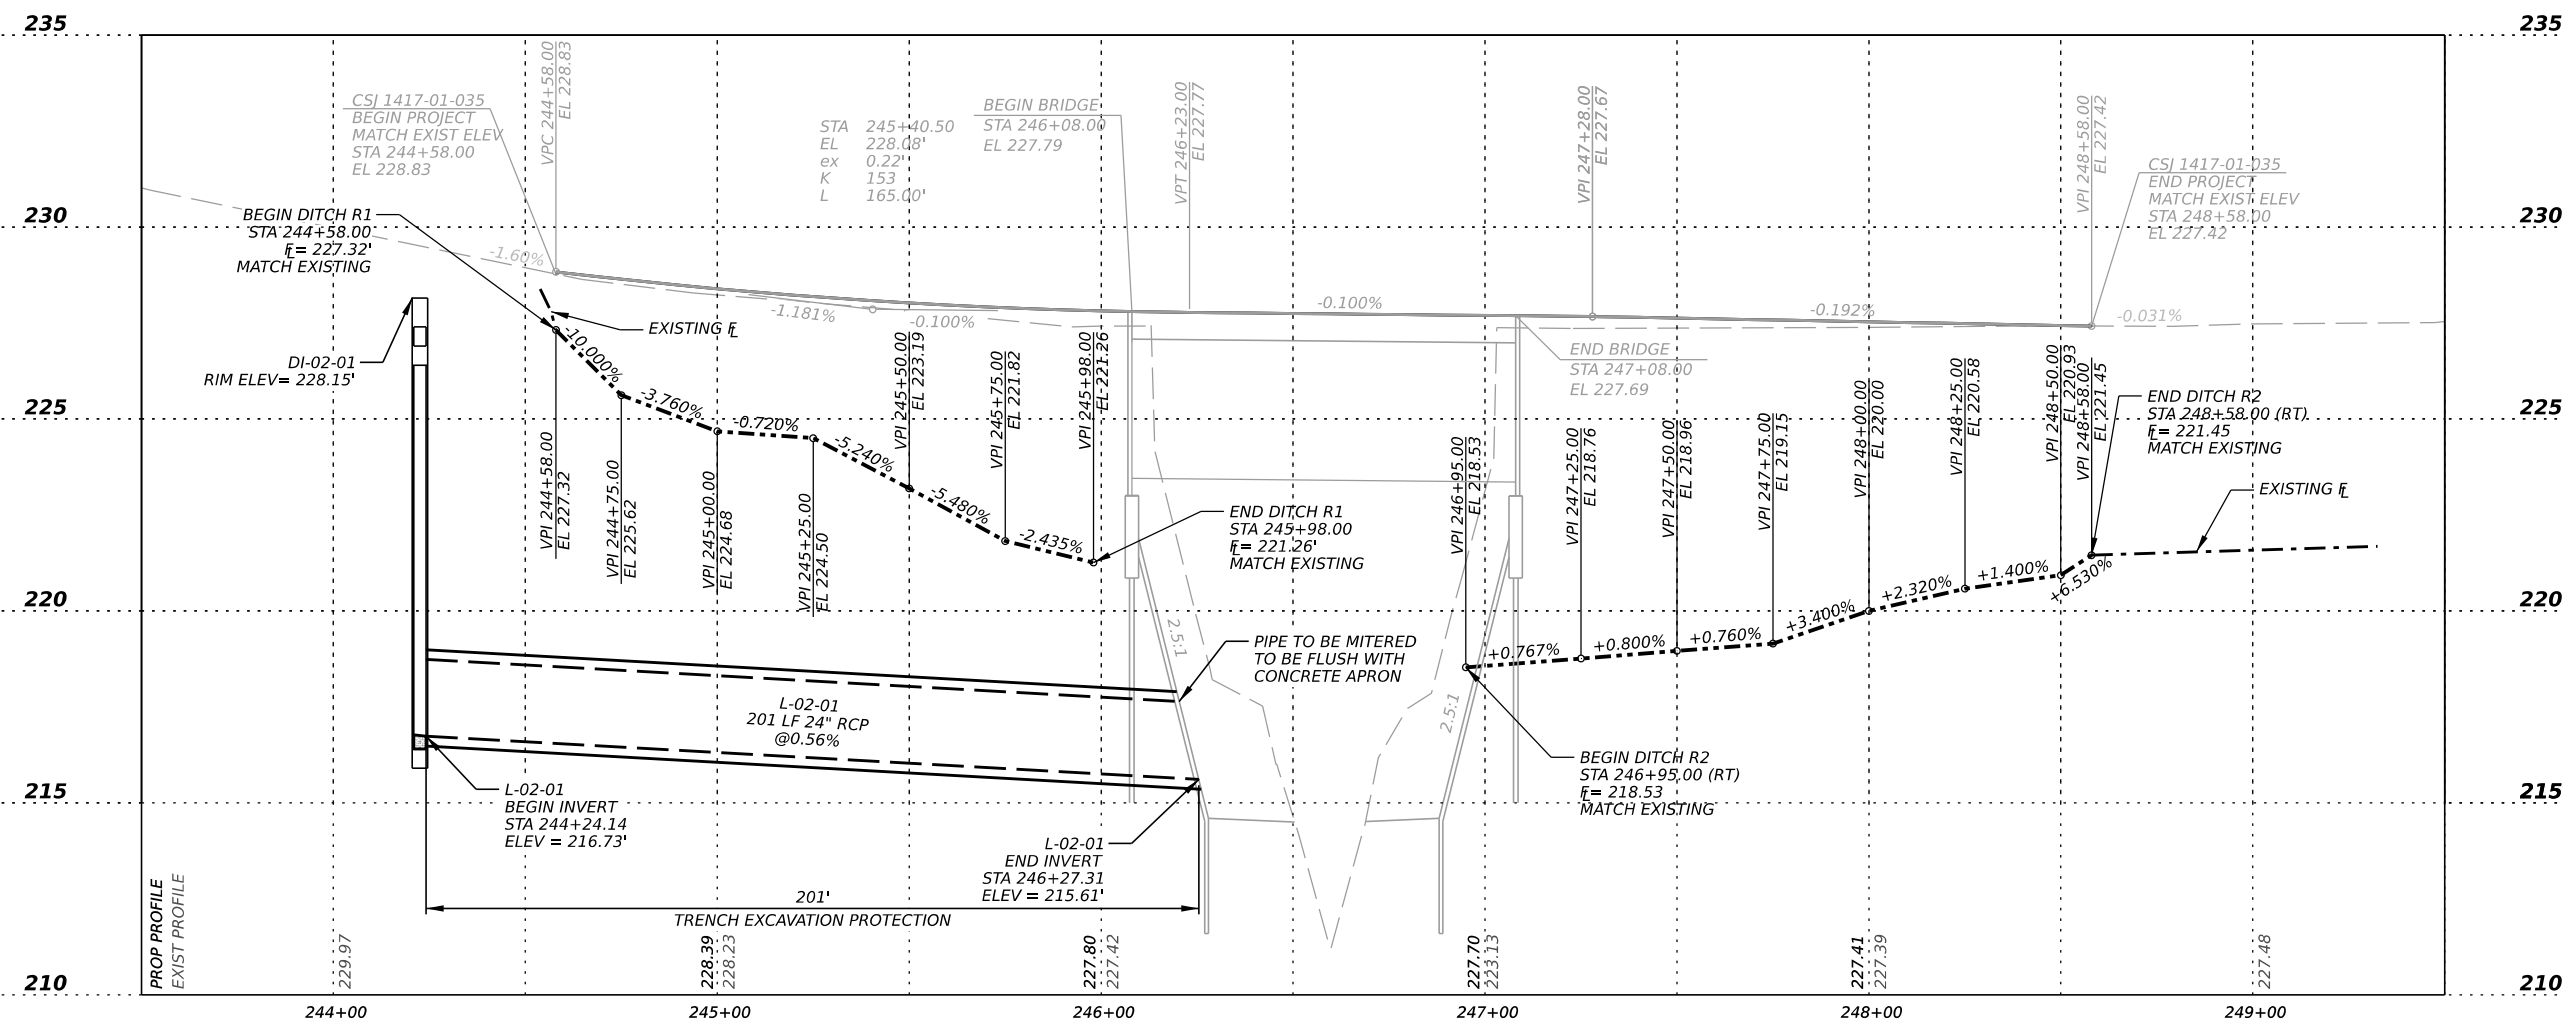 235
235
230
230
225
225
220
220
215
215
210
210
CSJ 1417-01-035
BEGIN PROJECT
MATCH EXIST ELEV
STA 244+58.00
EL 228.83
VPC 244+58.00
EL 228.83
STA 245+40.50
EL 228.08'
ex 0.22'
K 153
L 165.00'
BEGIN BRIDGE
STA 246+08.00
EL 227.79
VPT 246+23.00
EL 227.77
VPI 247+28.00
EL 227.67
VPI 248+58.00
EL 227.42
CSJ 1417-01-035
END PROJECT
MATCH EXIST ELEV
STA 248+58.00
EL 227.42
BEGIN DITCH R1
STA 244+58.00
FL= 227.32'
MATCH EXISTING
-1.60%
-1.181%
-0.100%
-0.100%
-0.192%
-0.031%
EXISTING FL
DI-02-01
RIM ELEV= 228.15'
-10.000%
-3.760%
-0.720%
-5.240%
-5.480%
-2.435%
VPI 244+58.00
EL 227.32
VPI 244+75.00
EL 225.62
VPI 245+00.00
EL 224.68
VPI 245+25.00
EL 224.50
VPI 245+50.00
EL 223.19
VPI 245+75.00
EL 221.82
VPI 245+98.00
EL 221.26
END DITCH R1
STA 245+98.00
FL= 221.26'
MATCH EXISTING
END BRIDGE
STA 247+08.00
EL 227.69
VPI 246+95.00
EL 218.53
VPI 247+25.00
EL 218.76
VPI 247+50.00
EL 218.96
VPI 247+75.00
EL 219.15
VPI 248+00.00
EL 220.00
VPI 248+25.00
EL 220.58
VPI 248+50.00
EL 220.93
VPI 248+58.00
EL 221.45
END DITCH R2
STA 248+58.00 (RT)
FL= 221.45
MATCH EXISTING
EXISTING FL
+0.767%
+0.800%
+0.760%
+3.400%
+2.320%
+1.400%
+6.530%
2.5:1
2.5:1
PIPE TO BE MITERED
TO BE FLUSH WITH
CONCRETE APRON
L-02-01
201 LF 24" RCP
@0.56%
BEGIN DITCH R2
STA 246+95.00 (RT)
FL= 218.53
MATCH EXISTING
L-02-01
BEGIN INVERT
STA 244+24.14
ELEV = 216.73'
L-02-01
END INVERT
STA 246+27.31
ELEV = 215.61'
201'
TRENCH EXCAVATION PROTECTION
PROP PROFILE
EXIST PROFILE
229.97
228.39
228.23
227.80
227.42
227.70
223.13
227.41
227.39
227.48
244+00
245+00
246+00
247+00
248+00
249+00